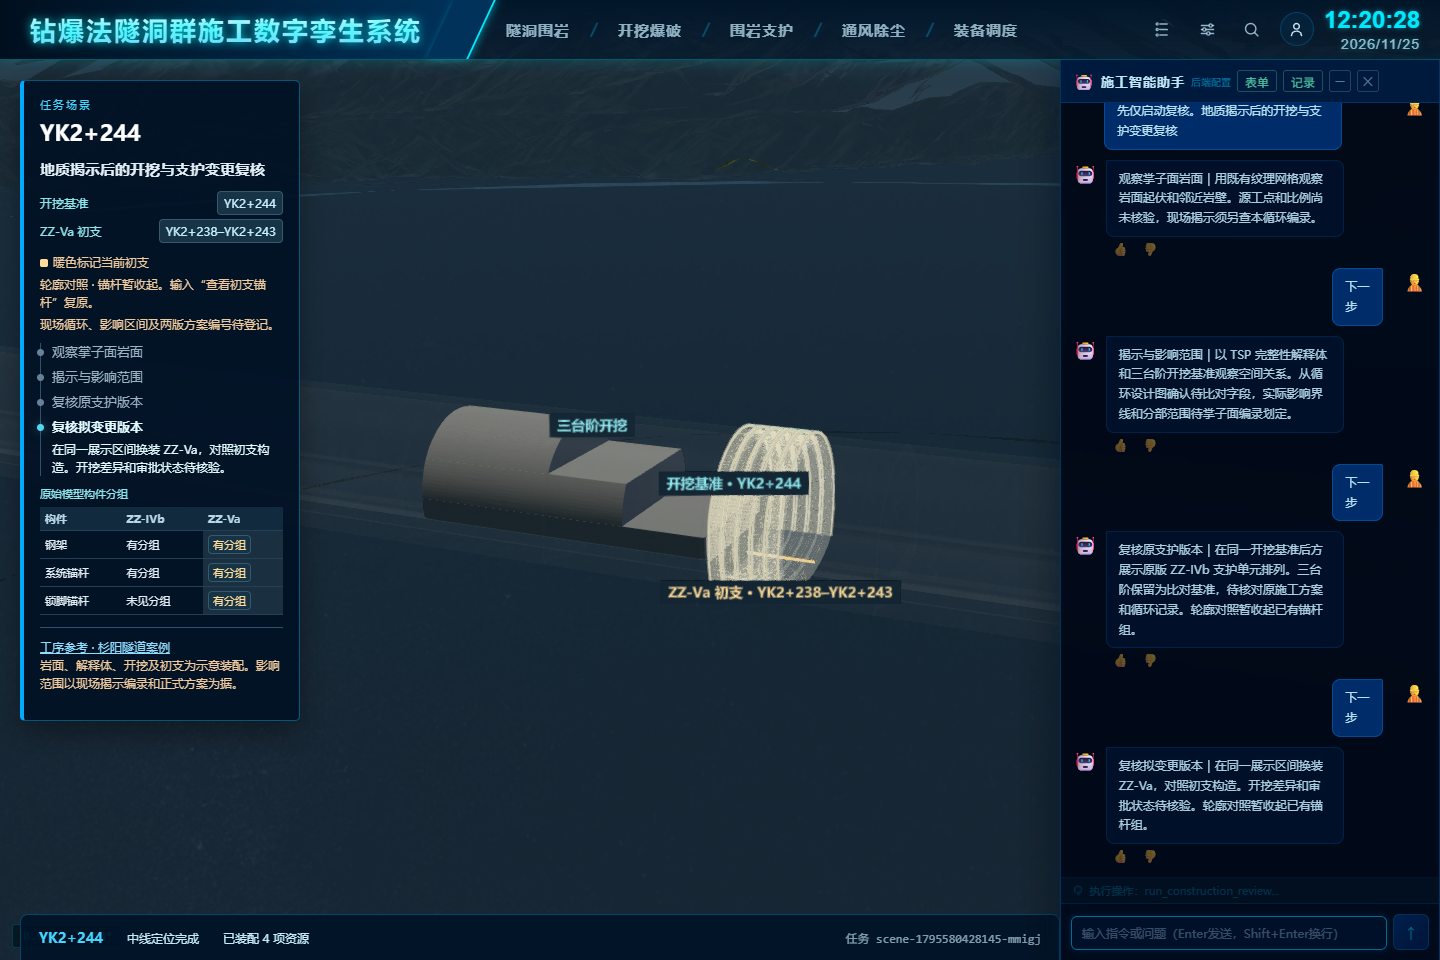 钻爆法隧洞群施工数字孪生系统
隧洞围岩 / 开挖爆破 / 围岩支护 / 通风除尘 / 装备调度
12:20:28
2026/11/25
任务场景
YK2+244
地质揭示后的开挖与支护变更复核
开挖基准 YK2+244
ZZ-Va 初支 YK2+238—YK2+243
暖色标记当前初支
轮廓对照 · 锚杆暂收起。输入“查看初支锚
杆”复原。
现场循环、影响区间及两版方案编号待登记。
观察掌子面岩面
揭示与影响范围
复核原支护版本
复核拟变更版本
在同一展示区间换装 ZZ-Va，对照初支构
造。开挖差异和审批状态待核验。
原始模型构件分组
构件 ZZ-IVb ZZ-Va
钢架 有分组 有分组
系统锚杆 有分组 有分组
锁脚锚杆 未见分组 有分组
工序参考 · 杉阳隧道案例
岩面、解释体、开挖及初支为示意装配。影响
范围以现场揭示编录和正式方案为据。
三台阶开挖
开挖基准 • YK2+244
ZZ-Va 初支 • YK2+238—YK2+243
YK2+244 中线定位完成 已装配 4 项资源
任务 scene-1795580428145-mmigj
施工智能助手 后端配置 表单 记录 — ×
先仅启动复核。地质揭示后的开挖与支
护变更复核
观察掌子面岩面 | 用既有纹理网格观察
岩面起伏和邻近岩壁。源工点和比例尚
未核验，现场揭示须另查本循环编录。
下一
步
揭示与影响范围 | 以 TSP 完整性解释体
和三台阶开挖基准观察空间关系。从循
环设计图确认待比对字段，实际影响界
线和分部范围待掌子面编录划定。
下一
步
复核原支护版本 | 在同一开挖基准后方
展示原版 ZZ-IVb 支护单元排列。三台
阶保留为比对基准，待核对原施工方案
和循环记录。轮廓对照暂收起已有锚杆
组。
下一
步
复核拟变更版本 | 在同一展示区间换装
ZZ-Va，对照初支构造。开挖差异和审
批状态待核验。轮廓对照暂收起已有锚
杆组。
执行操作：run_construction_review...
输入指令或问题（Enter发送，Shift+Enter换行）